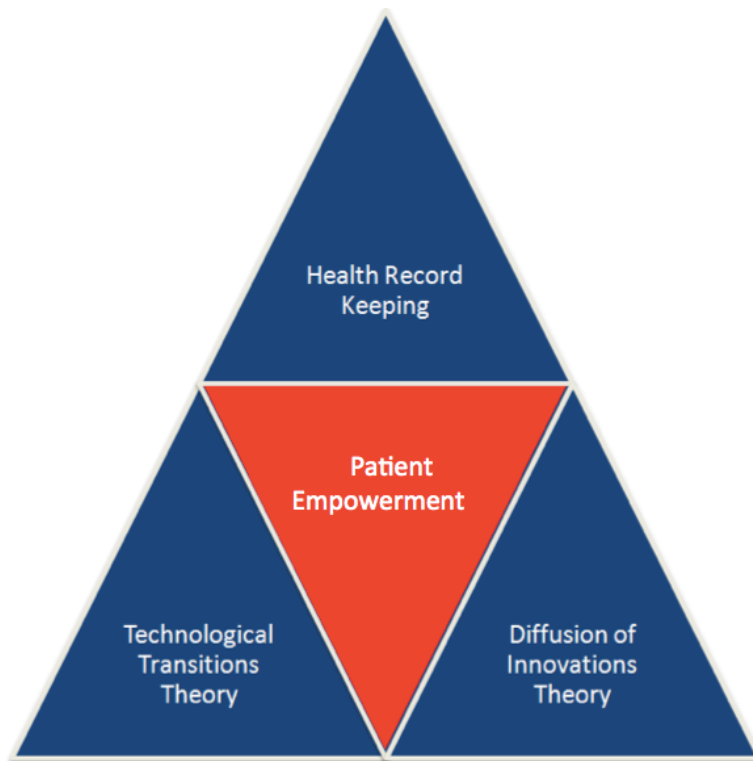 Health Record
Keeping
Patient
Empowerment
Technological
Transitions
Theory
Diffusion of
Innovations
Theory